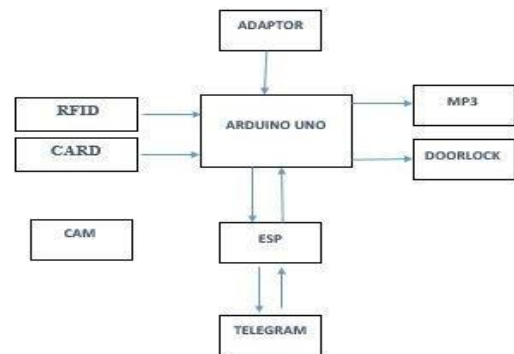 ADAPTOR
RFID
ARDUINO UNO
MP3
CARD
DOORLOCK
CAM
ESP
TELEGRAM